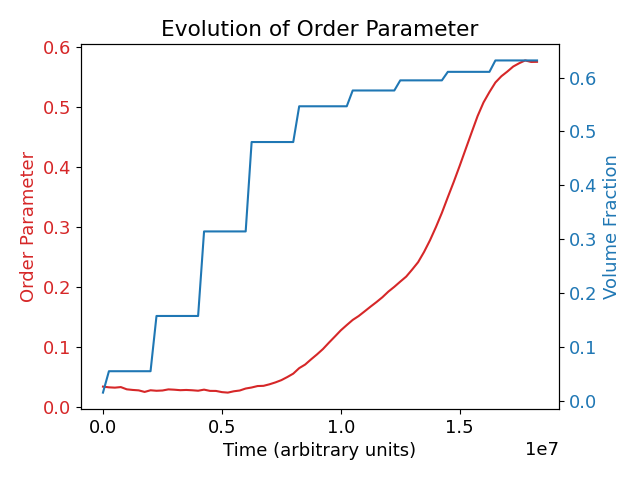 Evolution of Order Parameter
0.6
0.5
0.4
0.3
0.2
0.1
0.0
Order Parameter
0.6
0.5
0.4
0.3
0.2
0.1
0.0
Volume Fraction
0.0 0.5 1.0 1.5
1e7
Time (arbitrary units)